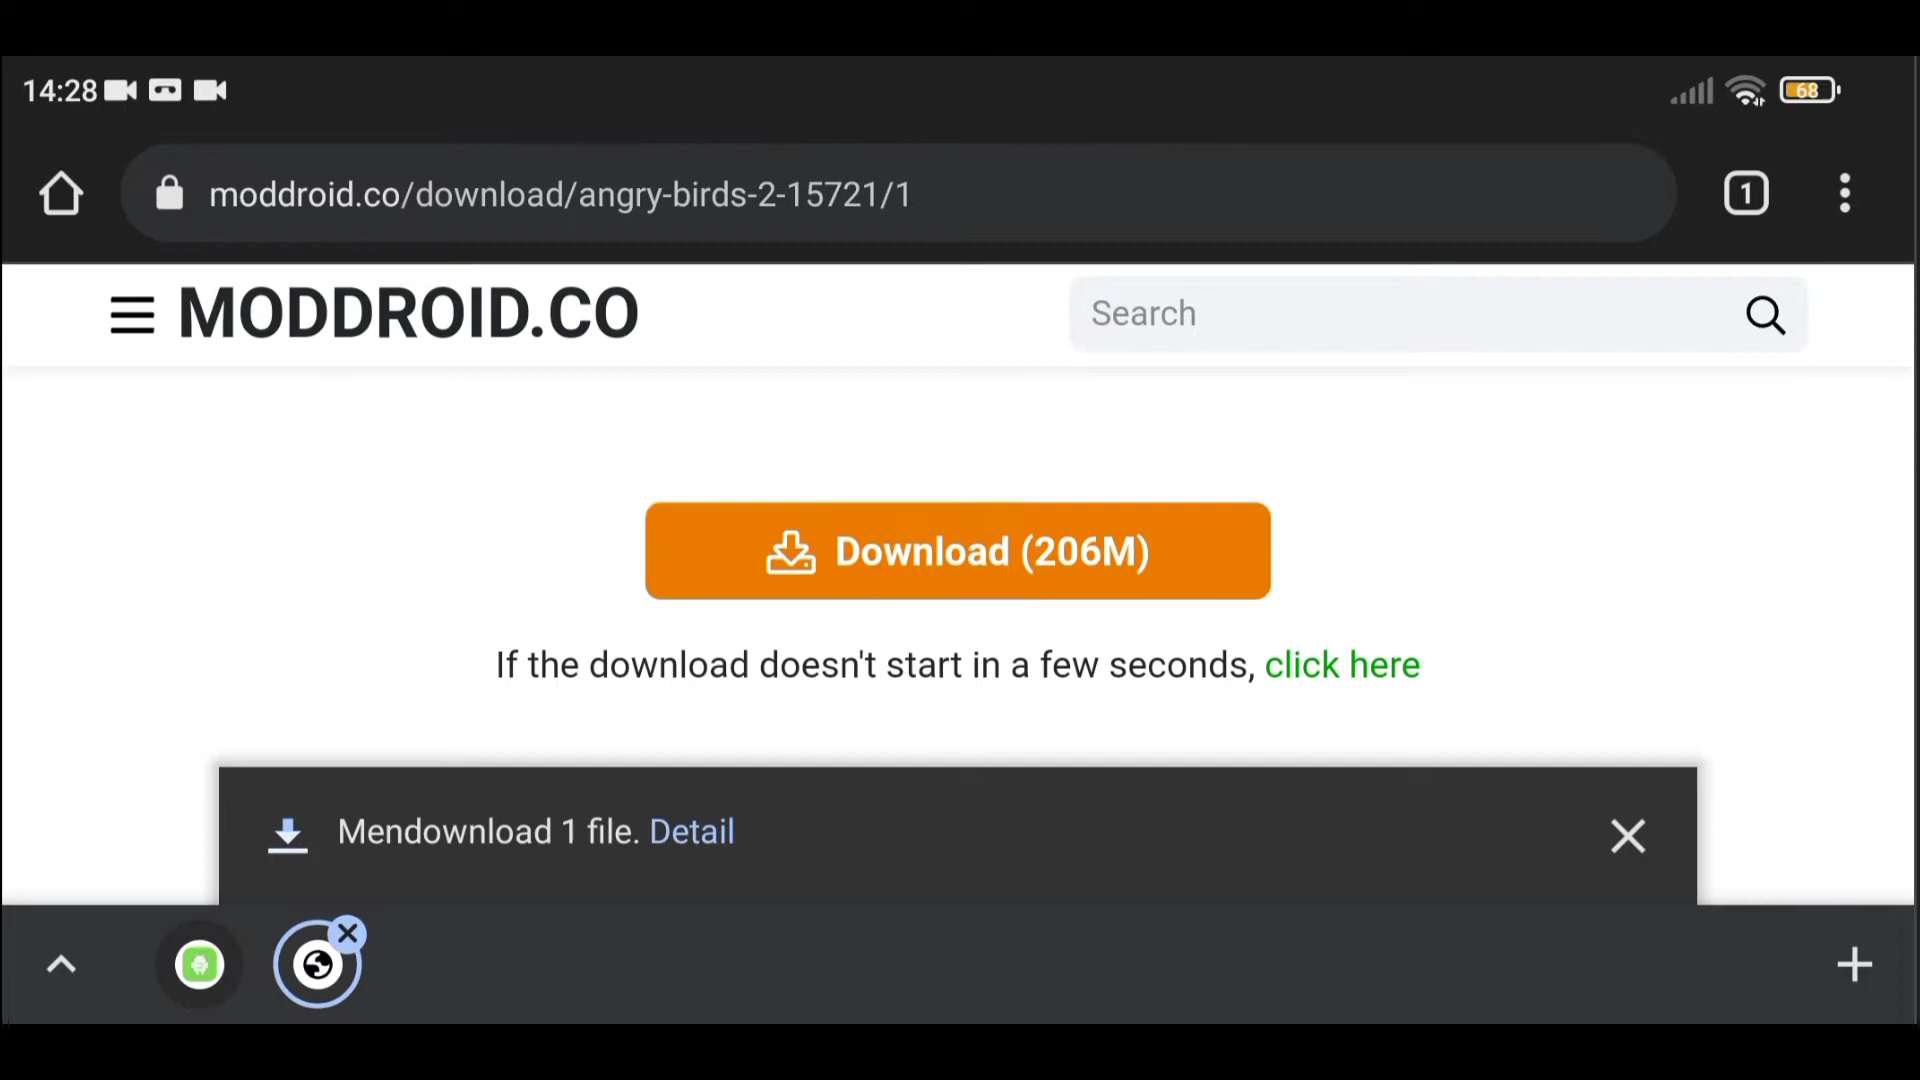 14:28
68
moddroid.co/download/angry-birds-2-15721/1
1
MODDROID.CO
Search
Download (206M)
If the download doesn't start in a few seconds, click here
Mendownload 1 file. Detail